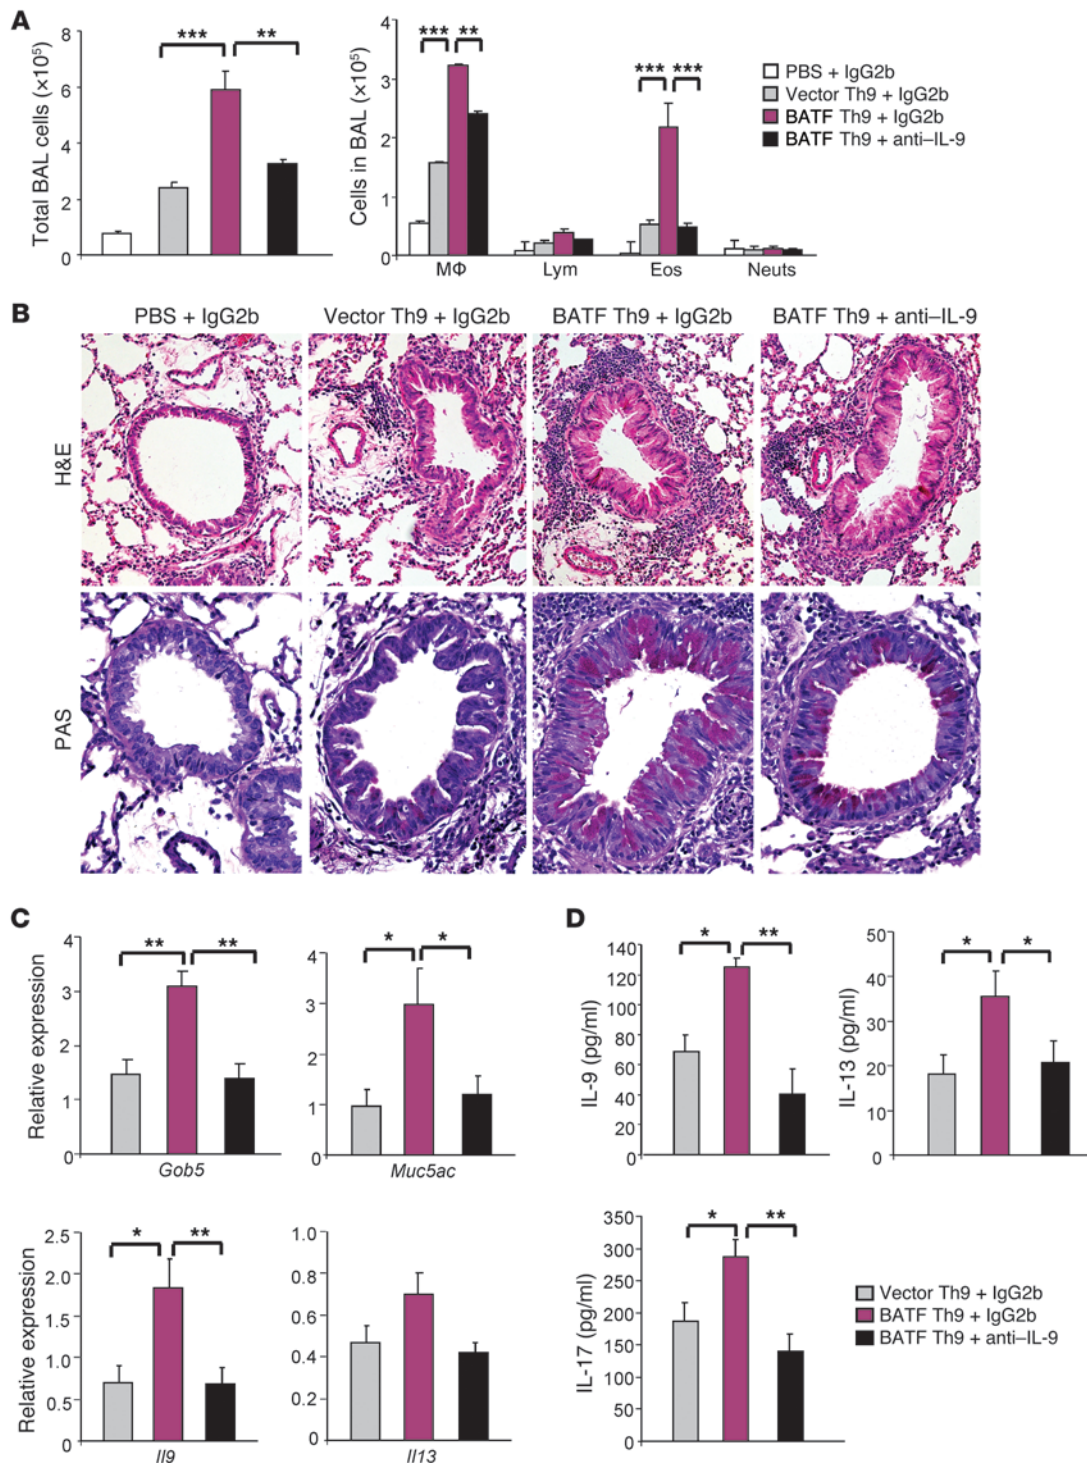 A
Total BAL cells (×10⁵)
8
6
4
2
0
***
**
Cells in BAL (×10⁵)
4
3
2
1
0
***
**
***
***
MΦ
Lym
Eos
Neuts
PBS + IgG2b
Vector Th9 + IgG2b
BATF Th9 + IgG2b
BATF Th9 + anti–IL-9
B
PBS + IgG2b
Vector Th9 + IgG2b
BATF Th9 + IgG2b
BATF Th9 + anti–IL-9
H&E
PAS
C
Relative expression
4
3
2
1
0
**
**
Gob5
4
3
2
1
0
*
*
Muc5ac
Relative expression
2.5
2.0
1.0
0.5
0
*
**
Il9
1.0
0.8
0.6
0.4
0.2
0
Il13
D
IL-9 (pg/ml)
140
120
100
80
60
40
20
0
*
**
IL-13 (pg/ml)
50
40
30
20
10
0
*
*
IL-17 (pg/ml)
350
300
250
200
150
100
50
0
*
**
Vector Th9 + IgG2b
BATF Th9 + IgG2b
BATF Th9 + anti–IL-9